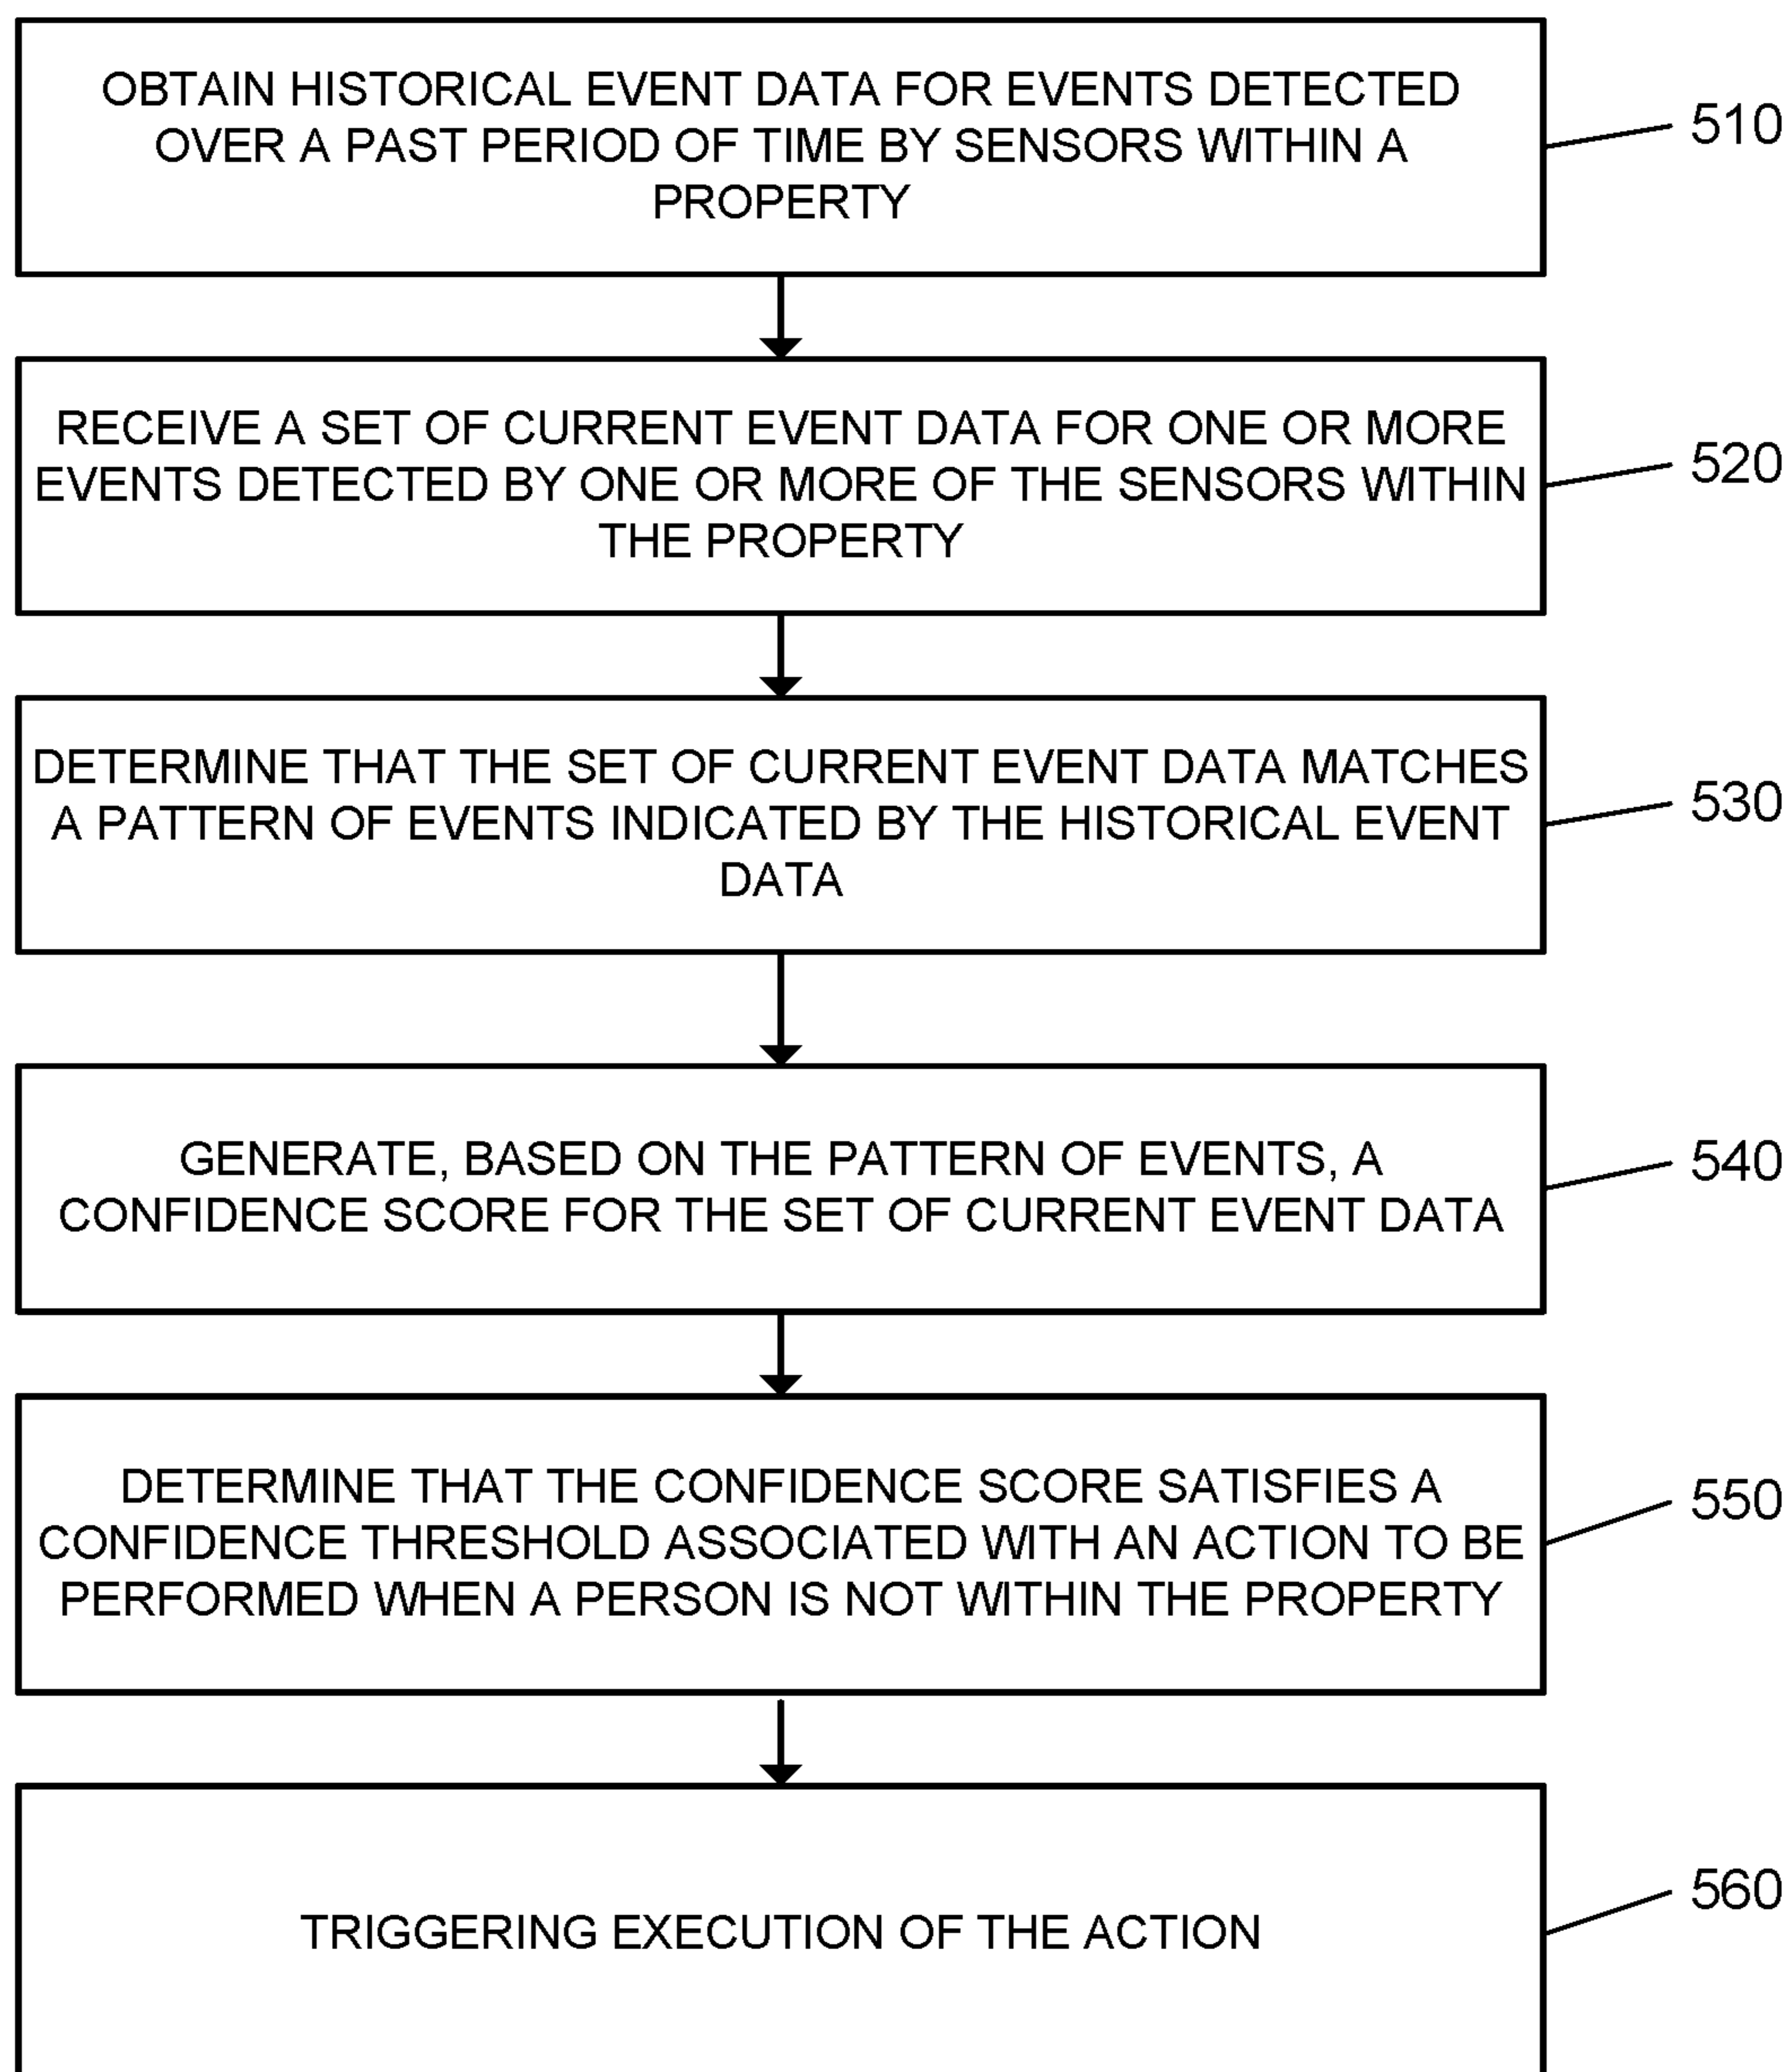 OBTAIN HISTORICAL EVENT DATA FOR EVENTS DETECTED
OVER A PAST PERIOD OF TIME BY SENSORS WITHIN A
PROPERTY
510
RECEIVE A SET OF CURRENT EVENT DATA FOR ONE OR MORE
EVENTS DETECTED BY ONE OR MORE OF THE SENSORS WITHIN
THE PROPERTY
520
DETERMINE THAT THE SET OF CURRENT EVENT DATA MATCHES
A PATTERN OF EVENTS INDICATED BY THE HISTORICAL EVENT
DATA
530
GENERATE, BASED ON THE PATTERN OF EVENTS, A
CONFIDENCE SCORE FOR THE SET OF CURRENT EVENT DATA
540
DETERMINE THAT THE CONFIDENCE SCORE SATISFIES A
CONFIDENCE THRESHOLD ASSOCIATED WITH AN ACTION TO BE
PERFORMED WHEN A PERSON IS NOT WITHIN THE PROPERTY
550
TRIGGERING EXECUTION OF THE ACTION
560